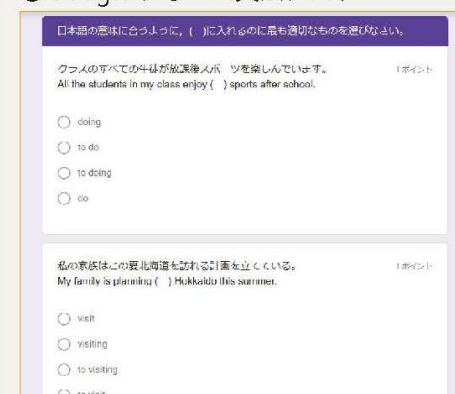 日本語の意味に合うように，( )に入れるのに最も適切なものを選びなさい。
クラスのすべての生徒が放課後スポーツを楽しんでいます。
1ポイント
All the students in my class enjoy ( ) sports after school.
doing
to do
to doing
do
私の家族はこの夏北海道を訪れる計画を立てている。
1ポイント
My family is planning ( ) Hokkaido this summer.
visit
visiting
to visiting
to visit